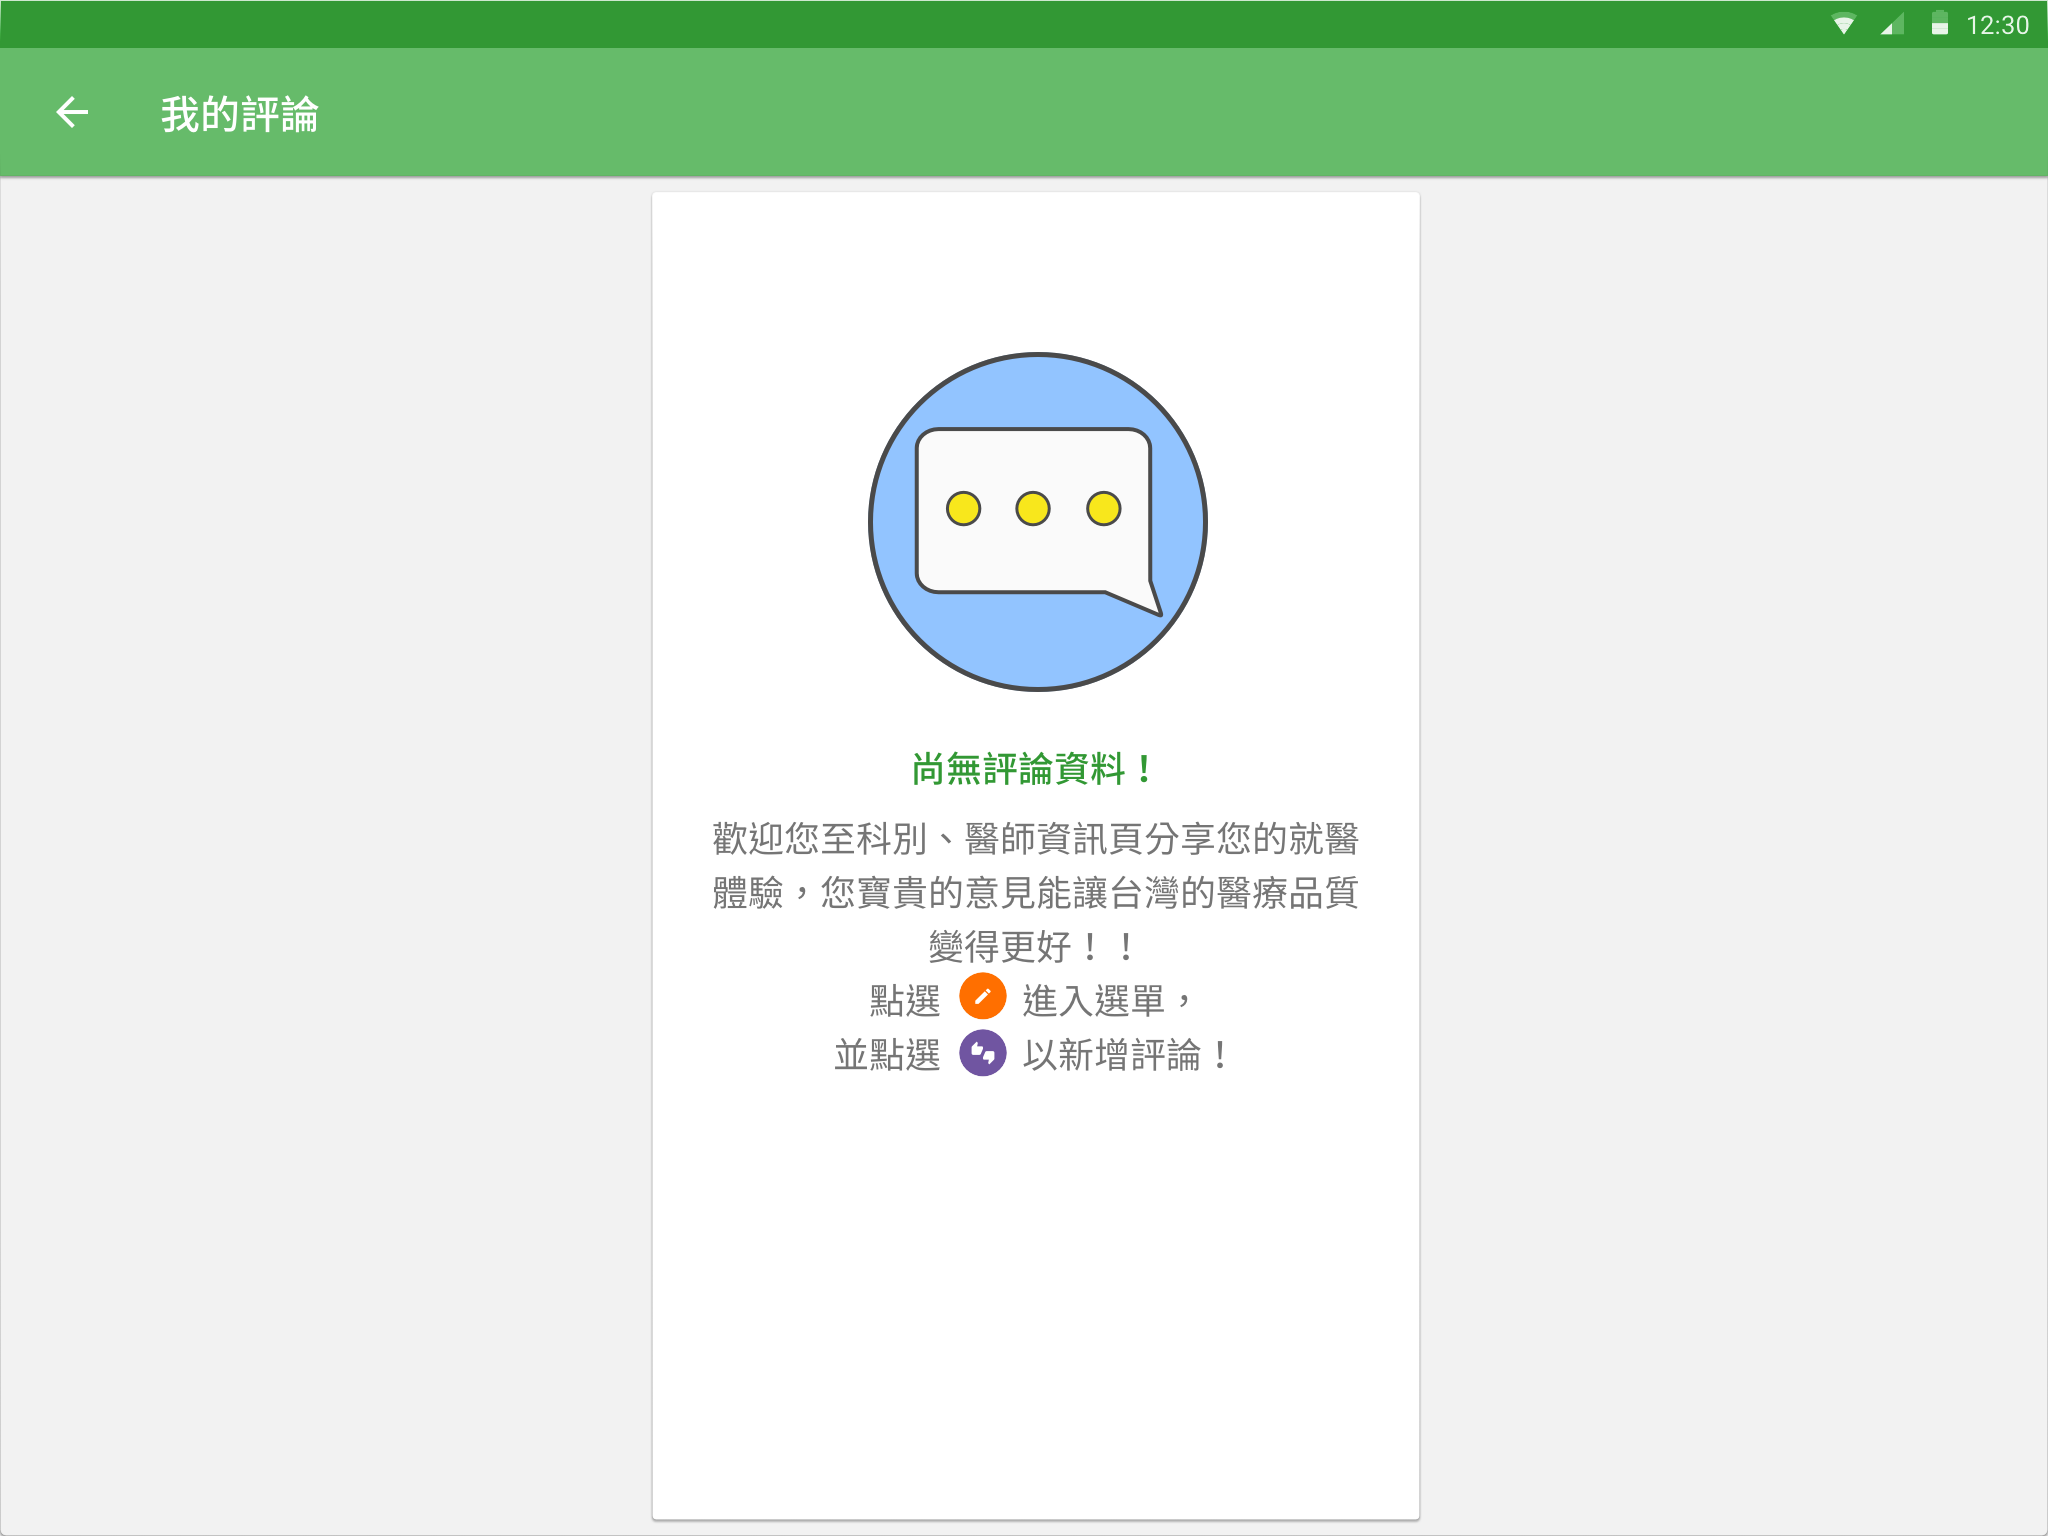 12:30
我的評論
尚無評論資料！
歡迎您至科別、醫師資訊頁分享您的就醫
體驗，您寶貴的意見能讓台灣的醫療品質
變得更好！！
點選 進入選單，
並點選 以新增評論！